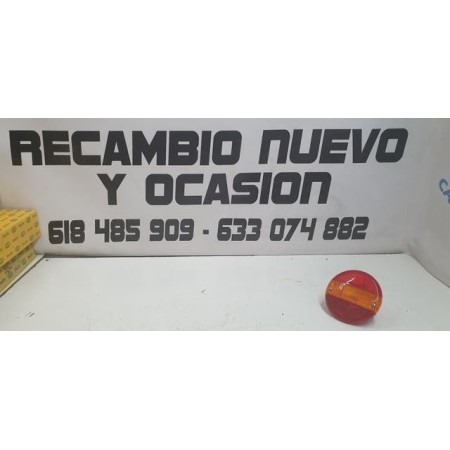 RECAMBIO NUEVO
Y OCASION
618 485 909 - 633 074 882